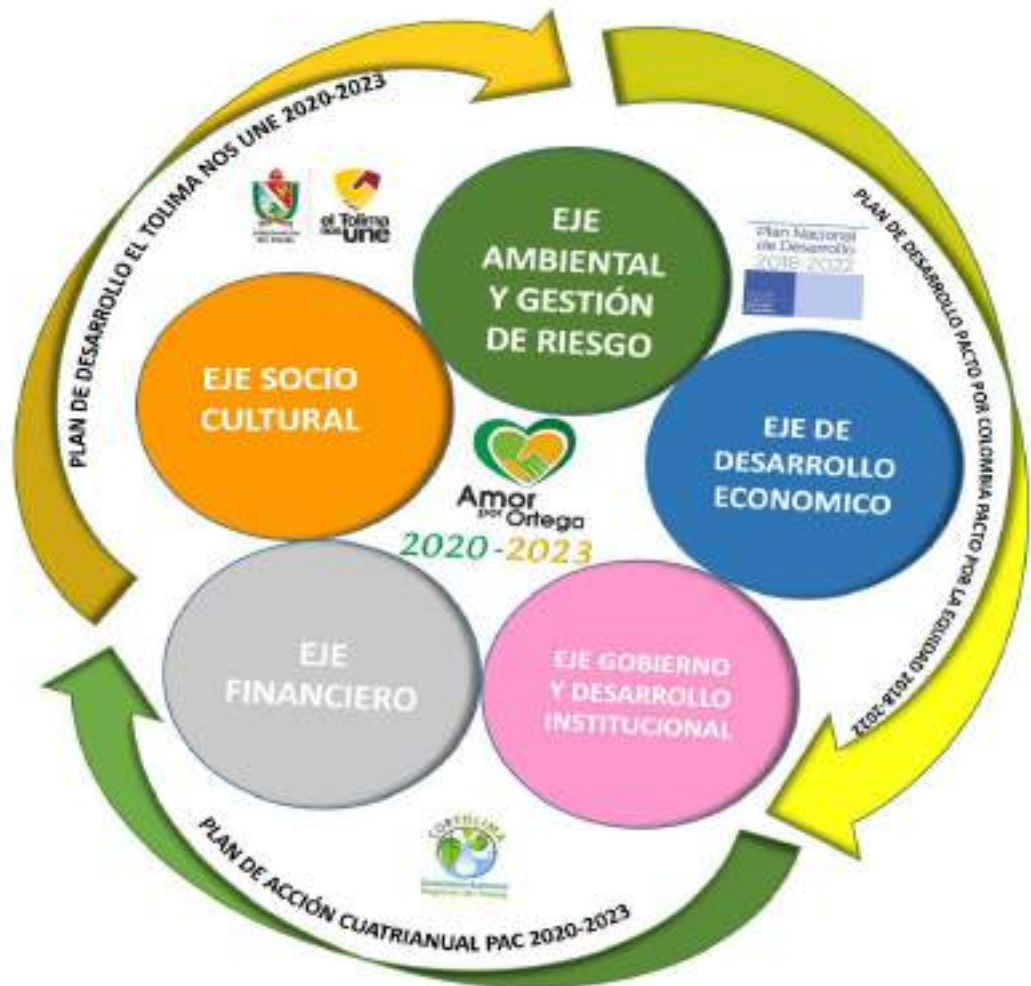 PLAN DE DESARROLLO EL TOLIMA NOS UNE 2020-2023
el Tolima
nos une
EJE
AMBIENTAL
Y GESTIÓN
DE RIESGO
Plan Nacional
de Desarrollo
2018-2022
PLAN DE DESARROLLO PACTO POR COLOMBIA PACTO POR LA EQUIDAD 2018-2022
EJE SOCIO
CULTURAL
EJE DE
DESARROLLO
ECONOMICO
Amor
por Ortega
2020-2023
EJE
FINANCIERO
EJE GOBIERNO
Y DESARROLLO
INSTITUCIONAL
CORTOLIMA
PLAN DE ACCIÓN CUATRIANUAL PAC 2020-2023